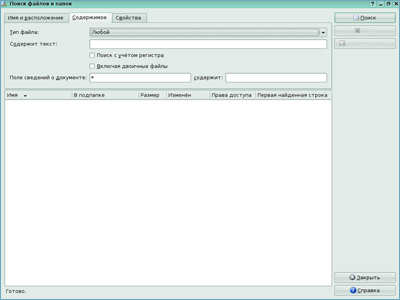 Поиск файлов и папок
Имя и расположение Содержимое Свойства
Поиск
Тип файла: Любой
Содержит текст:
Поиск с учётом регистра
Включая двоичные файлы
Поле сведений о документе: * содержит:
Имя В подпапке Размер Изменён Права доступа Первая найденная строка
Закрыть
Справка
Готово.